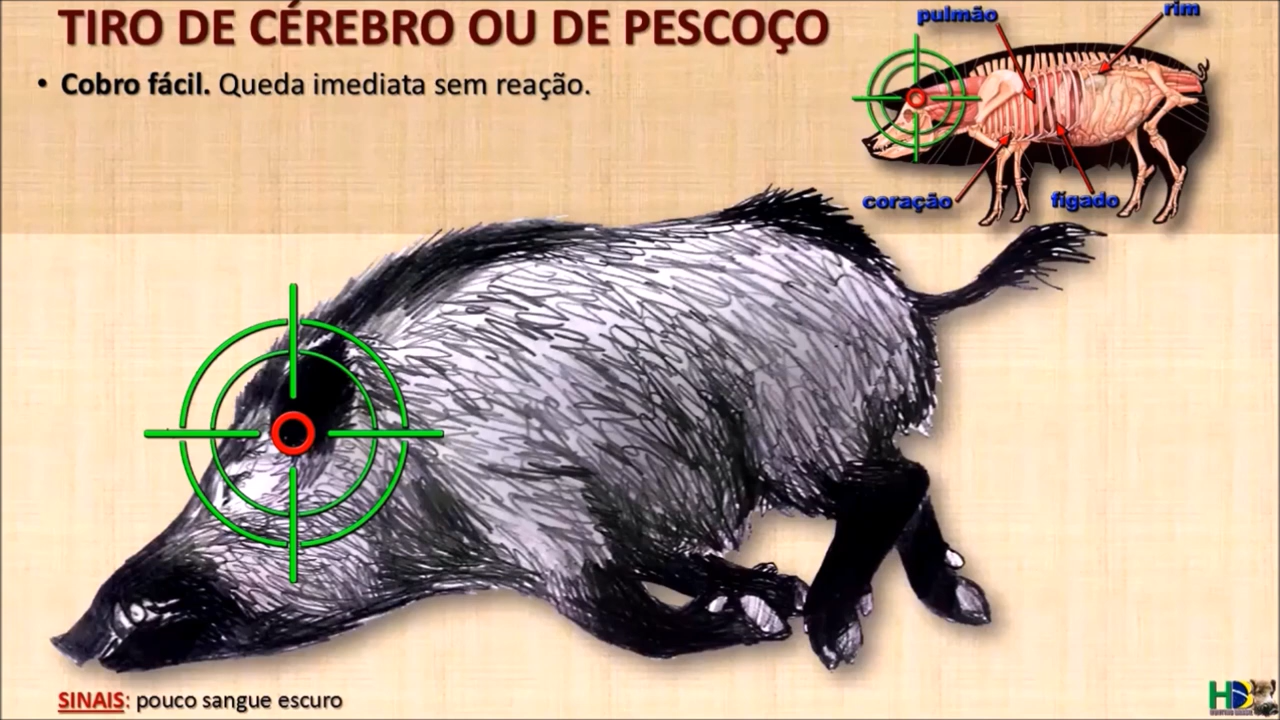 TIRO DE CÉREBRO OU DE PESCOÇO
• Cobro fácil. Queda imediata sem reação.
pulmão
rim
coração
fígado
SINAIS: pouco sangue escuro